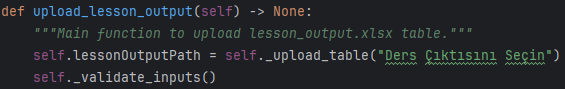 def upload_lesson_output(self) -> None:
    """Main function to upload lesson_output.xlsx table."""
    self.lessonOutputPath = self._upload_table("Ders Çıktısını Seçin")
    self._validate_inputs()